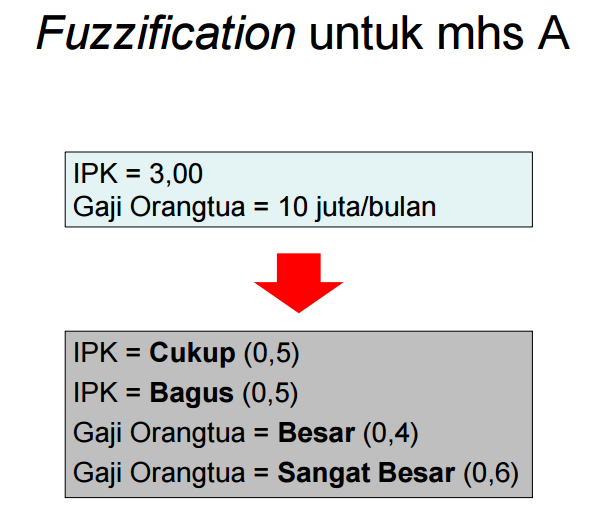 Fuzzification untuk mhs A
IPK = 3,00
Gaji Orangtua = 10 juta/bulan
IPK = Cukup (0,5)
IPK = Bagus (0,5)
Gaji Orangtua = Besar (0,4)
Gaji Orangtua = Sangat Besar (0,6)